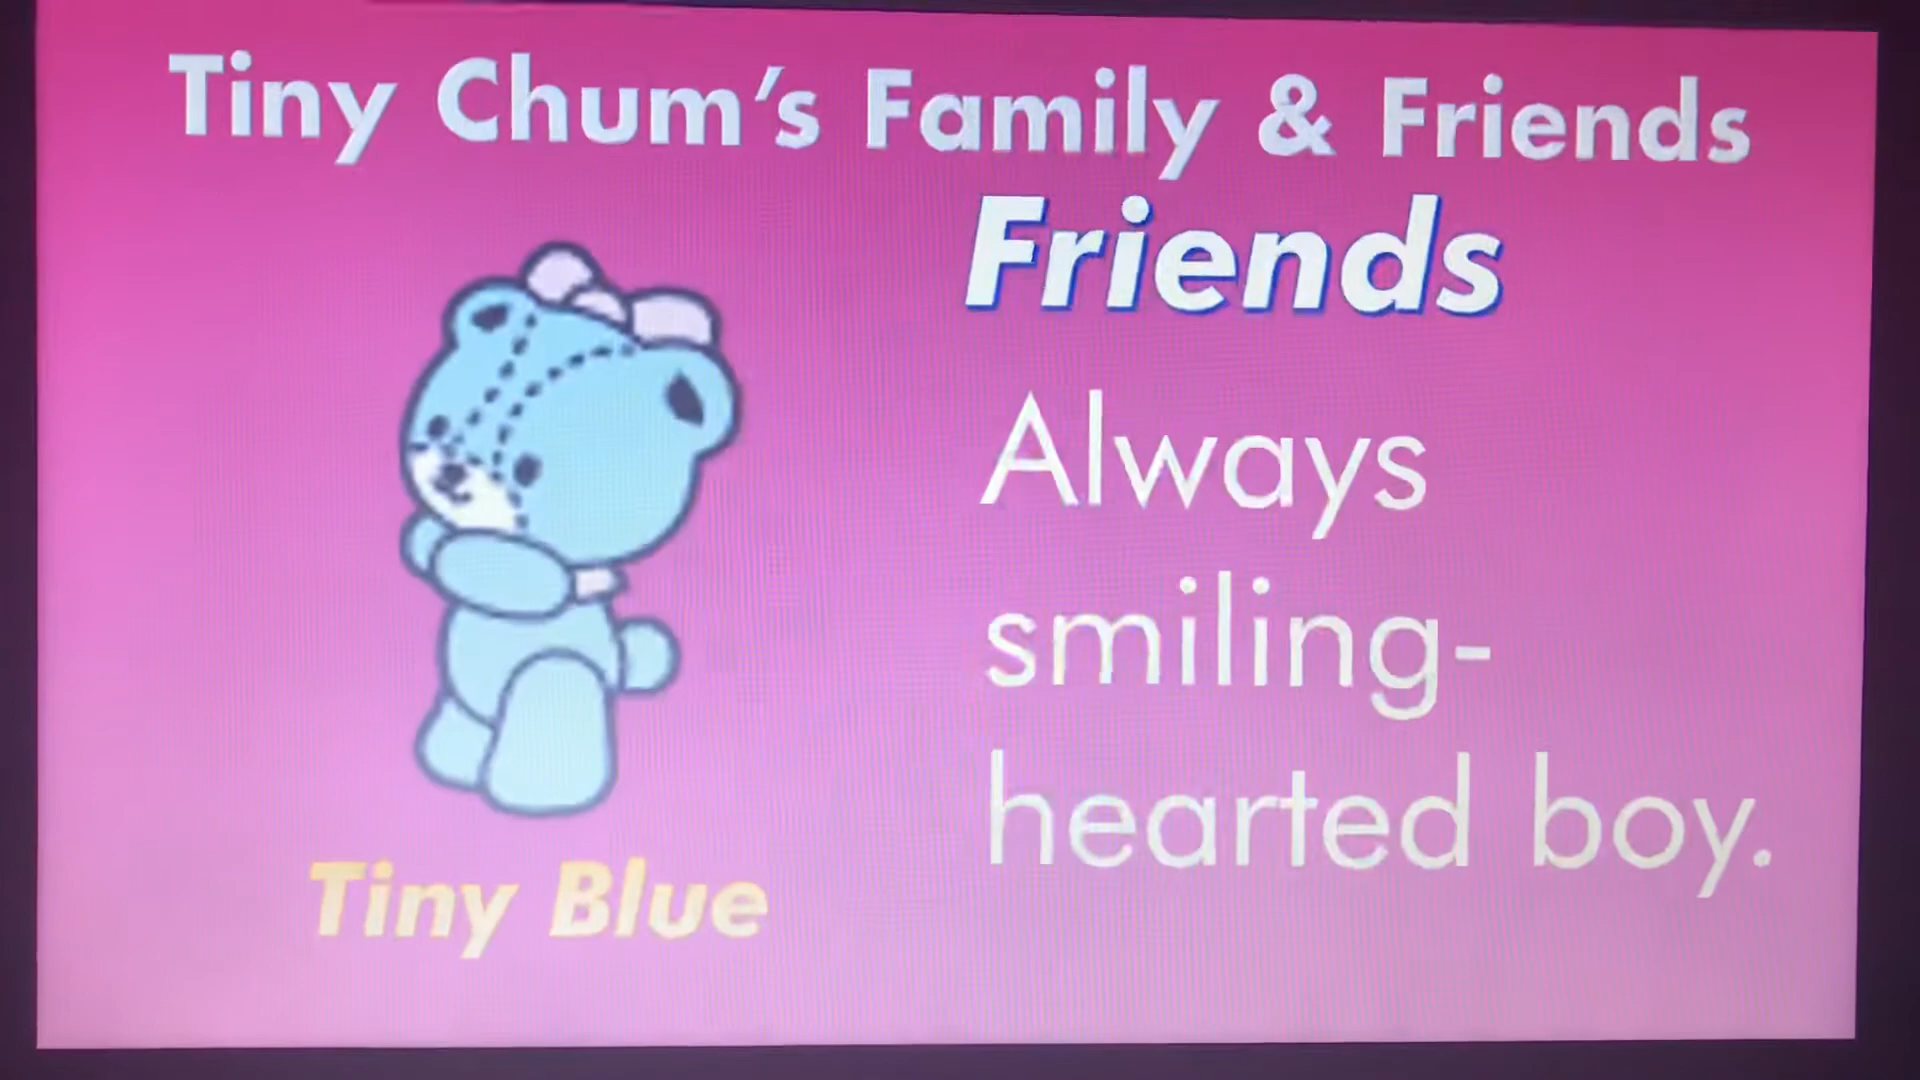 Tiny Chum's Family & Friends
Friends
Always
smiling-
hearted boy.
Tiny Blue